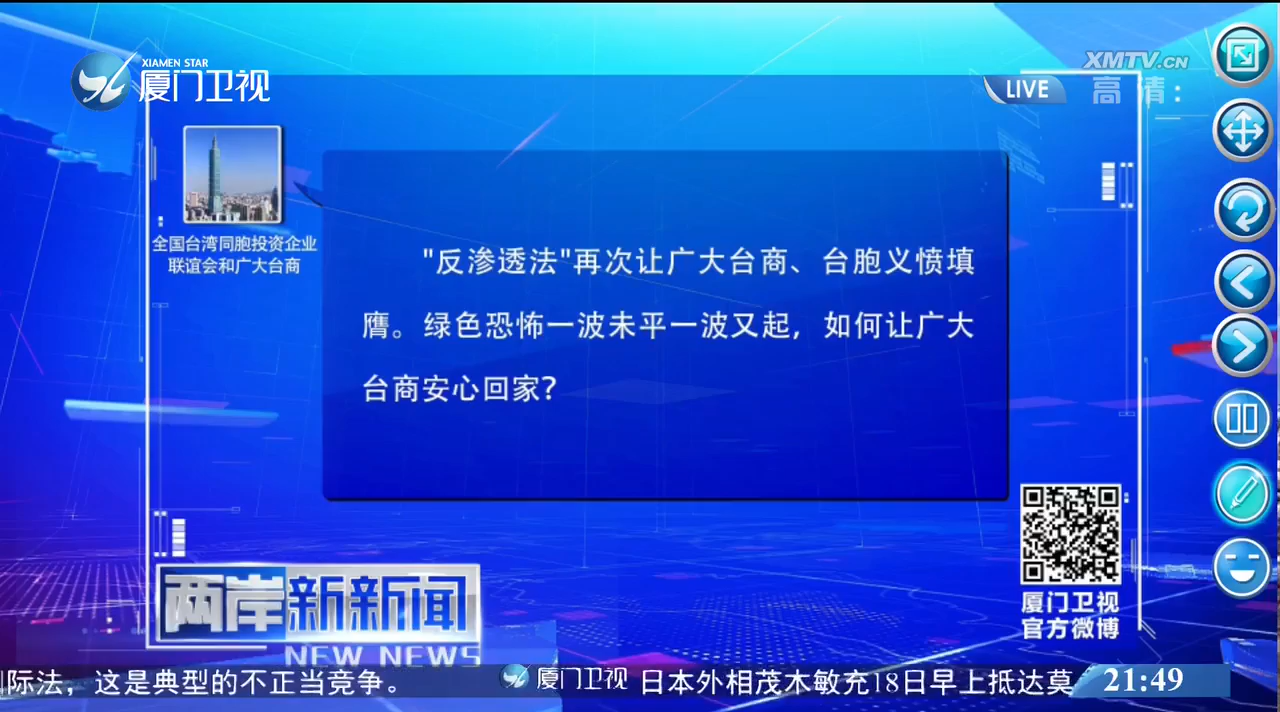 XIAMEN STAR
厦门卫视
XMTV.CN
LIVE
高清:
全国台湾同胞投资企业
联谊会和广大台商
"反渗透法"再次让广大台商、台胞义愤填
膺。绿色恐怖一波未平一波又起，如何让广大
台商安心回家?
厦门卫视
官方微博
两岸新新闻
NEW NEWS
际法，这是典型的不正当竞争。 厦门卫视 日本外相茂木敏充18日早上抵达莫
21:49